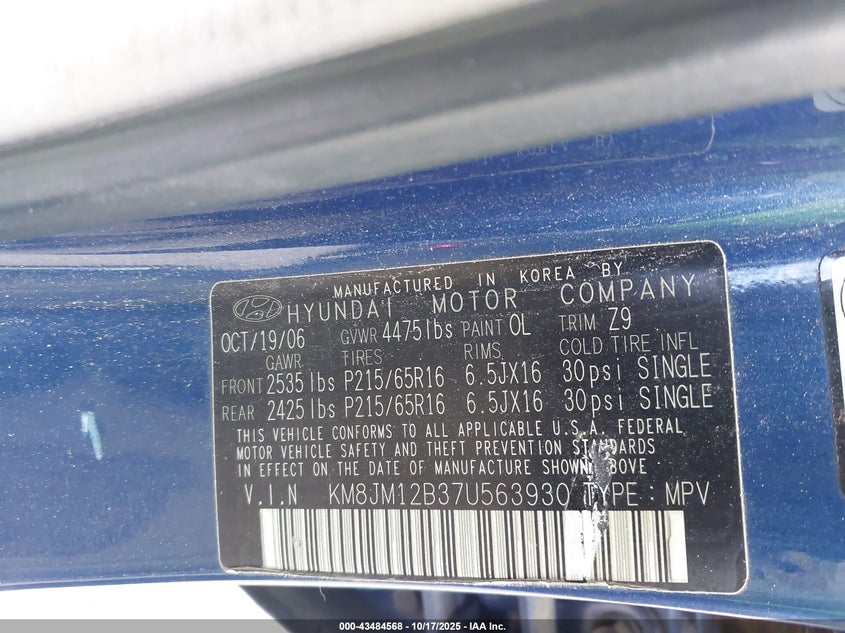 MANUFACTURED IN KOREA BY
HYUNDAI MOTOR COMPANY
OCT/19/06 GVWR 4475lbs PAINT OL TRIM Z9
GAWR TIRES RIMS COLD TIRE INFL
FRONT 2535 lbs P215/65R16 6.5JX16 30psi SINGLE
REAR 2425 lbs P215/65R16 6.5JX16 30psi SINGLE
THIS VEHICLE CONFORMS TO ALL APPLICABLE U.S.A. FEDERAL
MOTOR VEHICLE SAFETY AND THEFT PREVENTION STANDARDS
IN EFFECT ON THE DATE OF MANUFACTURE SHOWN ABOVE
V.I.N KM8JM12B37U563930 TYPE : MPV
000-43484568 - 10/17/2025 - IAA Inc.